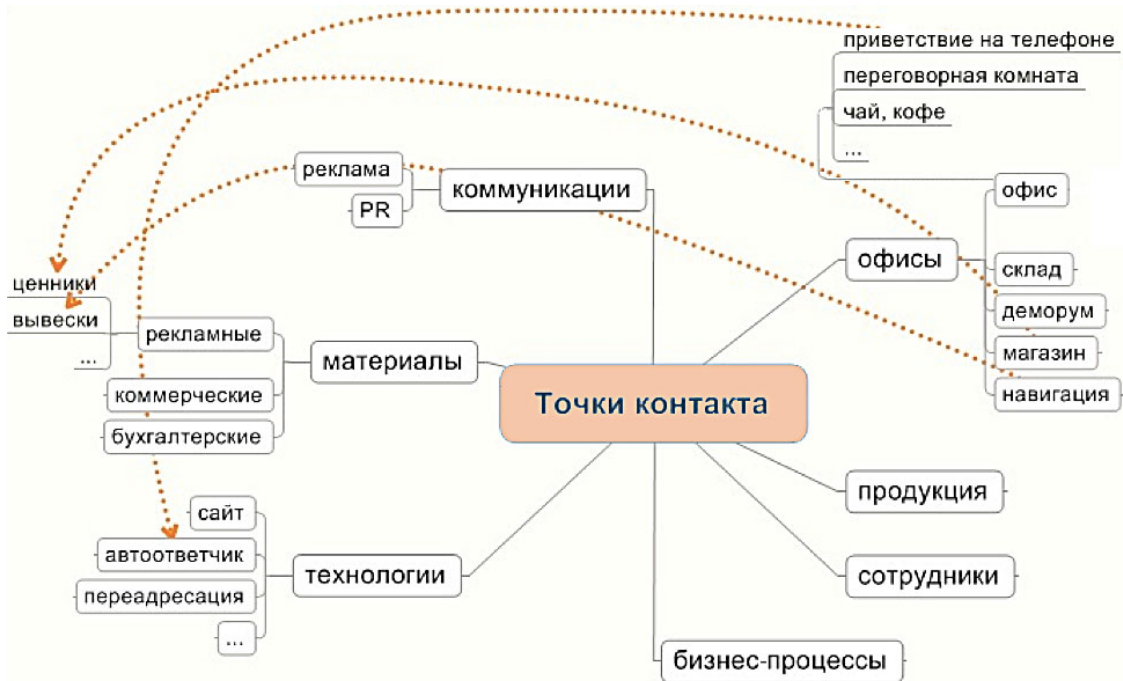 приветствие на телефоне
переговорная комната
чай, кофе
...
реклама
коммуникации
PR
офис
офисы
склад
деморум
магазин
навигация
ценники
вывески
...
рекламные
материалы
коммерческие
бухгалтерские
Точки контакта
продукция
сайт
автоответчик
технологии
переадресация
...
сотрудники
бизнес-процессы